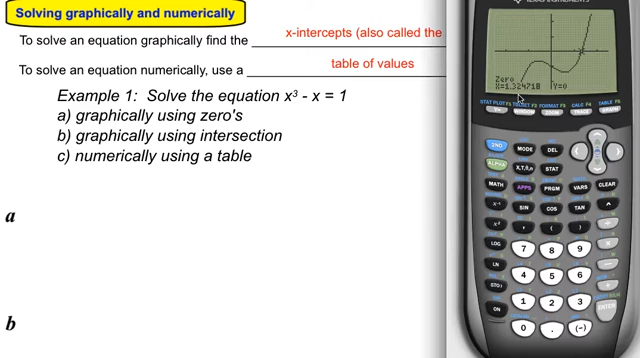 Solving graphically and numerically
To solve an equation graphically find the x-intercepts (also called the
To solve an equation numerically, use a table of values
Example 1: Solve the equation x³ - x = 1
a) graphically using zero's
b) graphically using intersection
c) numerically using a table
a
b
TEXAS INSTRUMENTS
Zero
X=1.324718 Y=0
STAT PLOT F1 TBLSET F2 FORMAT F3 CALC F4 TABLE F5
Y= WINDOW ZOOM TRACE GRAPH
2ND MODE DEL
ALPHA X,T,θ,n STAT
MATH APPS PRGM VARS CLEAR
x⁻¹ SIN COS TAN ^
x² , ( ) ÷
LOG 7 8 9 ×
LN 4 5 6 −
STO› 1 2 3 +
ON 0 . (−) ENTER